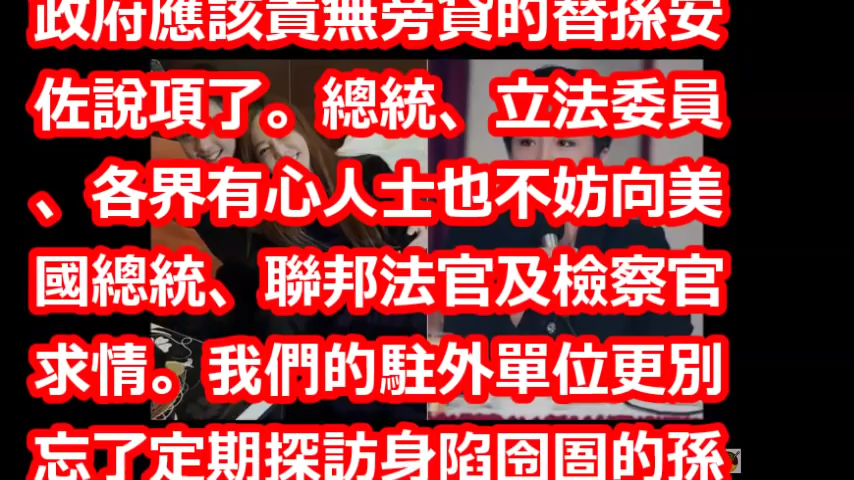 政府應該責無旁貸的替孫安
佐說項了。總統、立法委員
、各界有心人士也不妨向美
國總統、聯邦法官及檢察官
求情。我們的駐外單位更別
忘了定期探訪身陷囹圄的孫